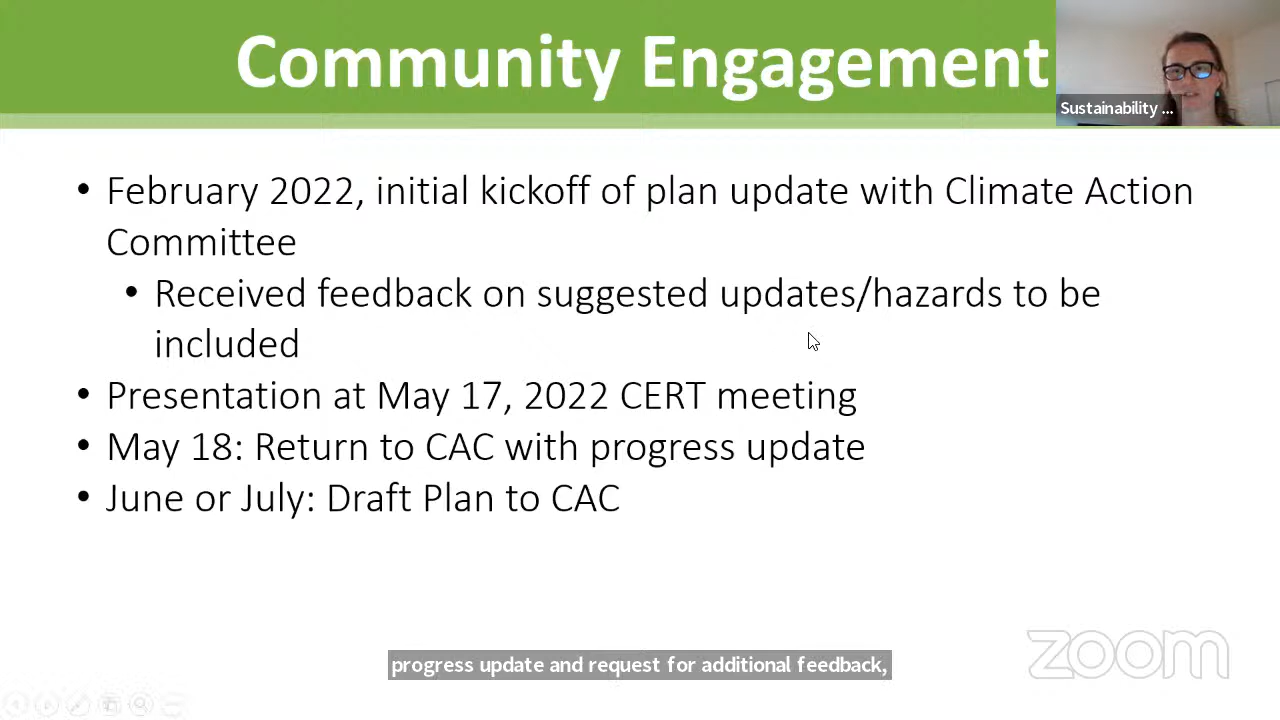 Community Engagement
Sustainability ...
• February 2022, initial kickoff of plan update with Climate Action
Committee
• Received feedback on suggested updates/hazards to be
included
• Presentation at May 17, 2022 CERT meeting
• May 18: Return to CAC with progress update
• June or July: Draft Plan to CAC
zoom
progress update and request for additional feedback,